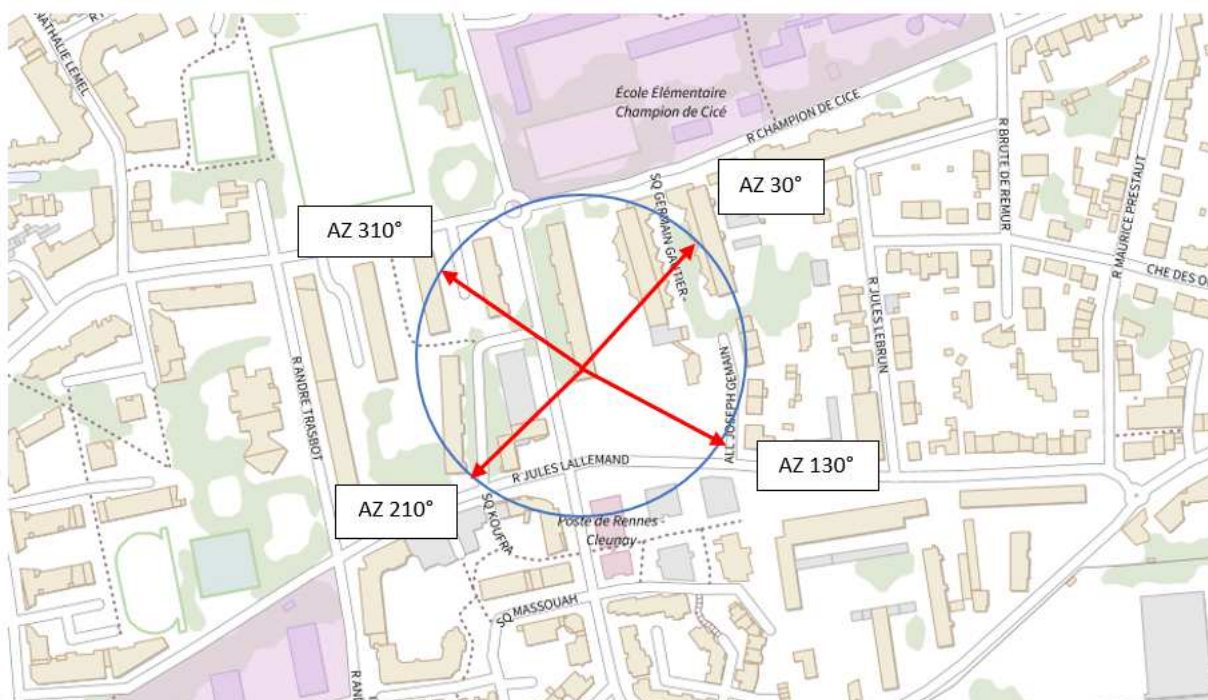 NATHALIE LEMEL
École Élémentaire
Champion de Cicé
R CHAMPION DE CICE
AZ 30°
R BRUTE DE REMUR
R MAURICE PRESTAUT
SQ GERMAIN GAUTIER
AZ 310°
CHE DES
R JULES LEBRUN
R ANDRE TRASBOT
ALL JOSEPH GEMAIN
R JULES LALLEMAND
AZ 130°
AZ 210°
SQ KOUFRA
Poste de Rennes -
Cleunay
SQ MASSOUAH
R AND